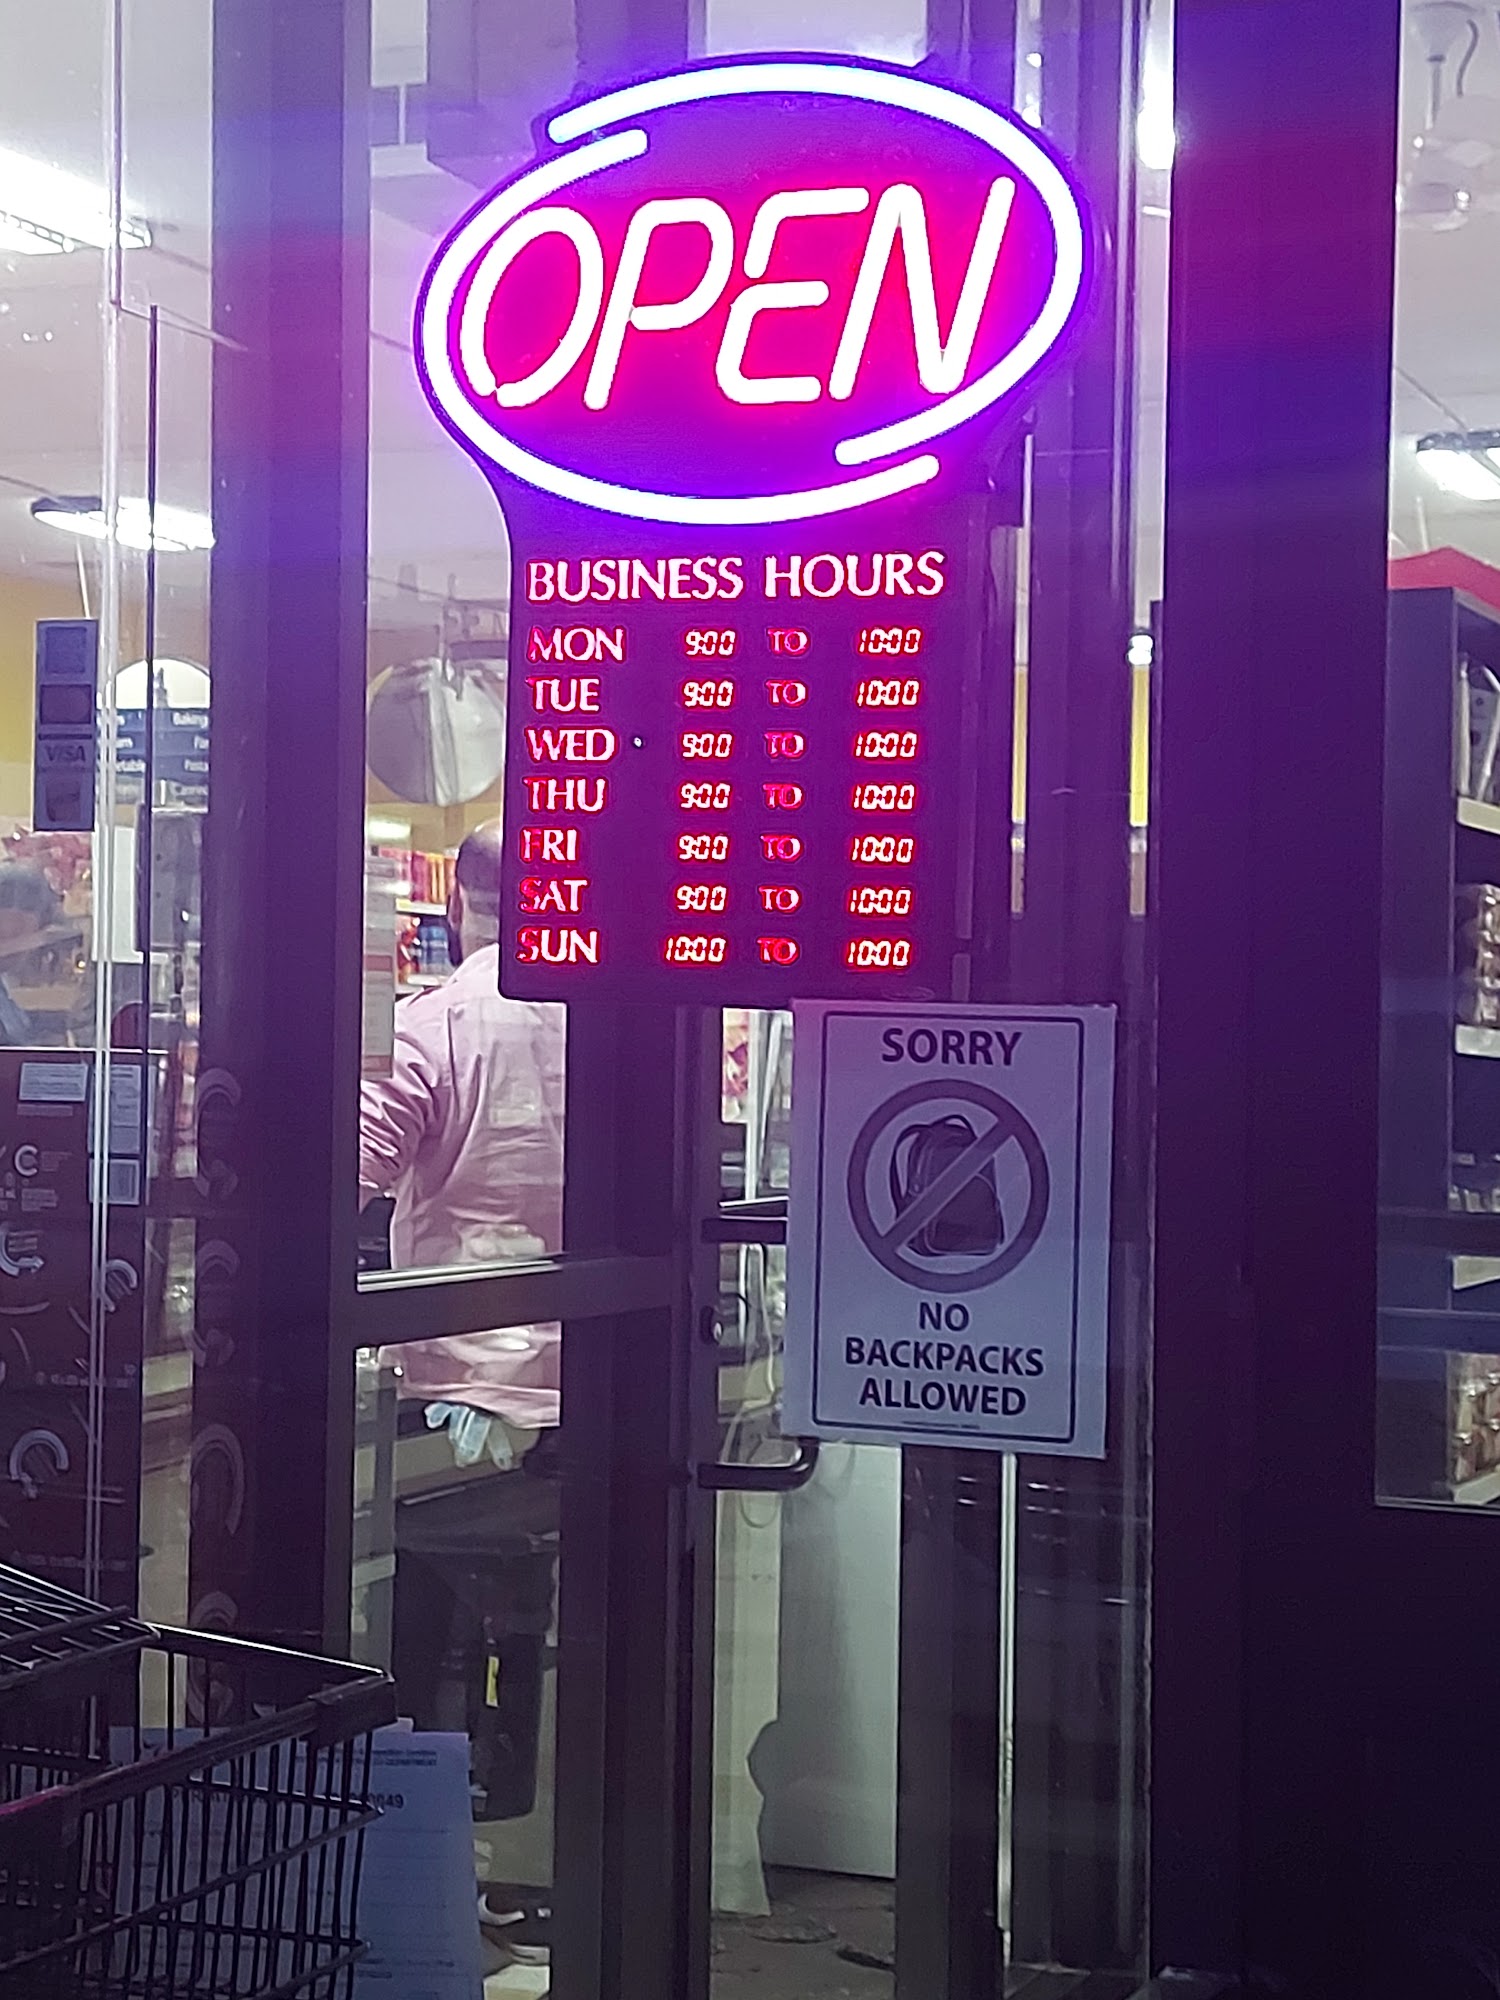 OPEN
BUSINESS HOURS
MON 9:00 TO 10:00
TUE 9:00 TO 10:00
WED 9:00 TO 10:00
THU 9:00 TO 10:00
FRI 9:00 TO 10:00
SAT 9:00 TO 10:00
SUN 10:00 TO 10:00
VISA
Baking
Pasta
SORRY
NO
BACKPACKS
ALLOWED